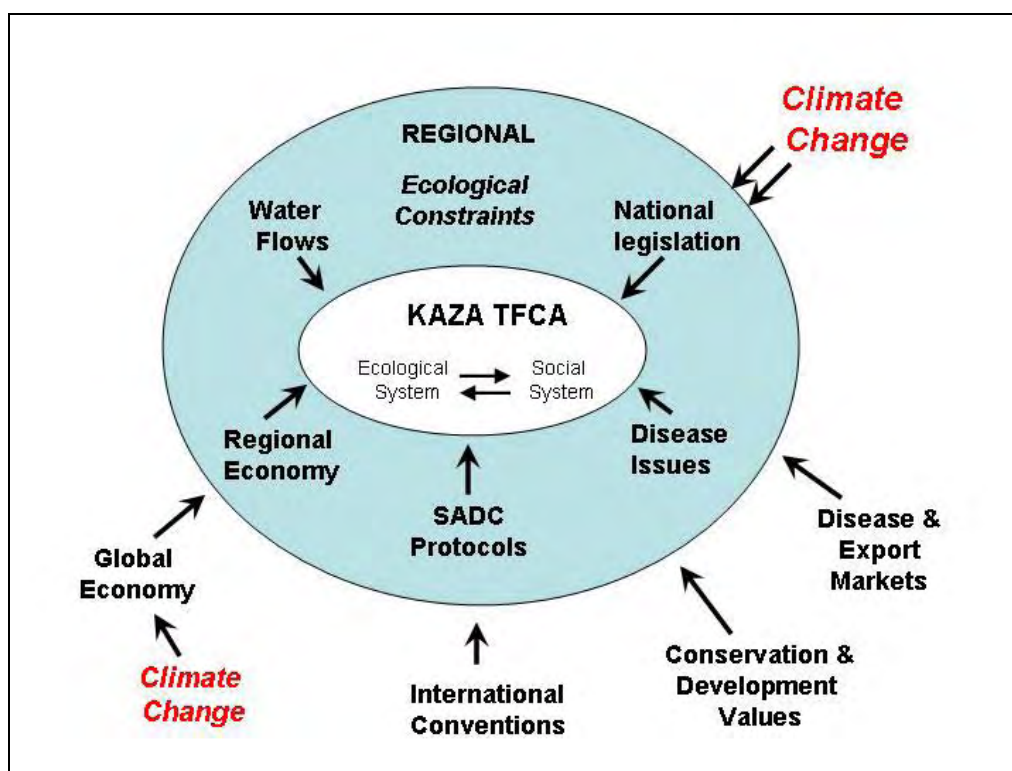 Climate
Change
REGIONAL
Ecological
Constraints
Water
Flows
National
legislation
KAZA TFCA
Ecological
System
Social
System
Regional
Economy
Disease
Issues
SADC
Protocols
Global
Economy
Disease &
Export
Markets
Climate
Change
International
Conventions
Conservation &
Development
Values